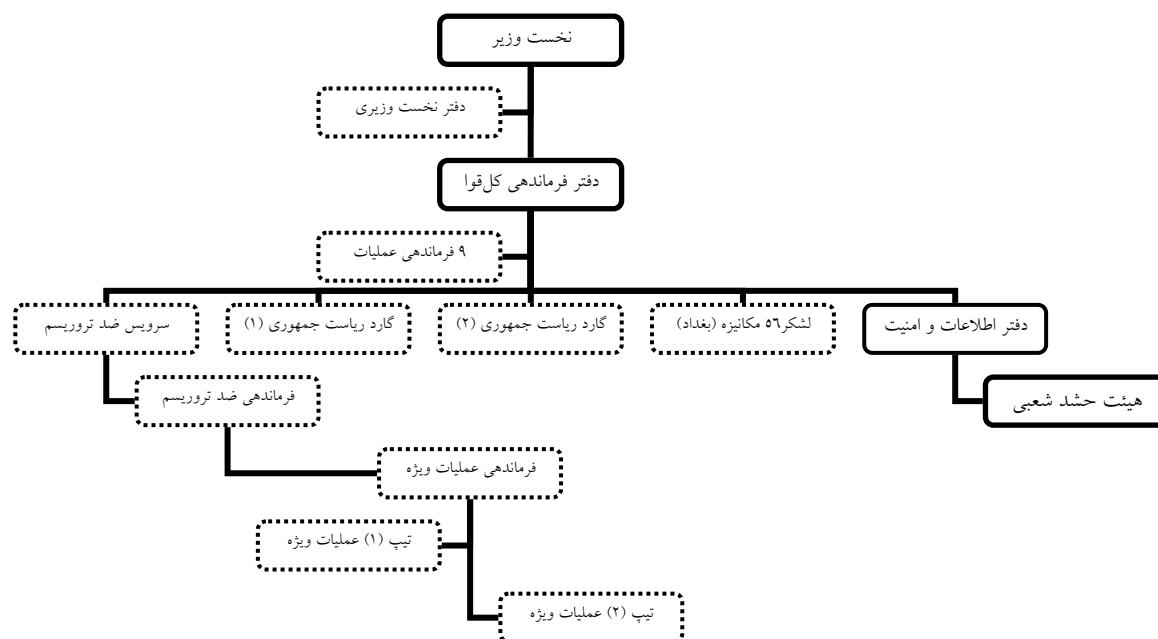 نخست وزیر
دفتر نخست وزیری
دفتر فرماندهی کل‌قوا
۹ فرماندهی عملیات
دفتر اطلاعات و امنیت
لشکر٥٦ مکانیزه (بغداد)
گارد ریاست جمهوری (۲)
گارد ریاست جمهوری (۱)
سرویس ضد تروریسم
هیئت حشد شعبی
فرماندهی ضد تروریسم
فرماندهی عملیات ویژه
تیپ (۱) عملیات ویژه
تیپ (۲) عملیات ویژه